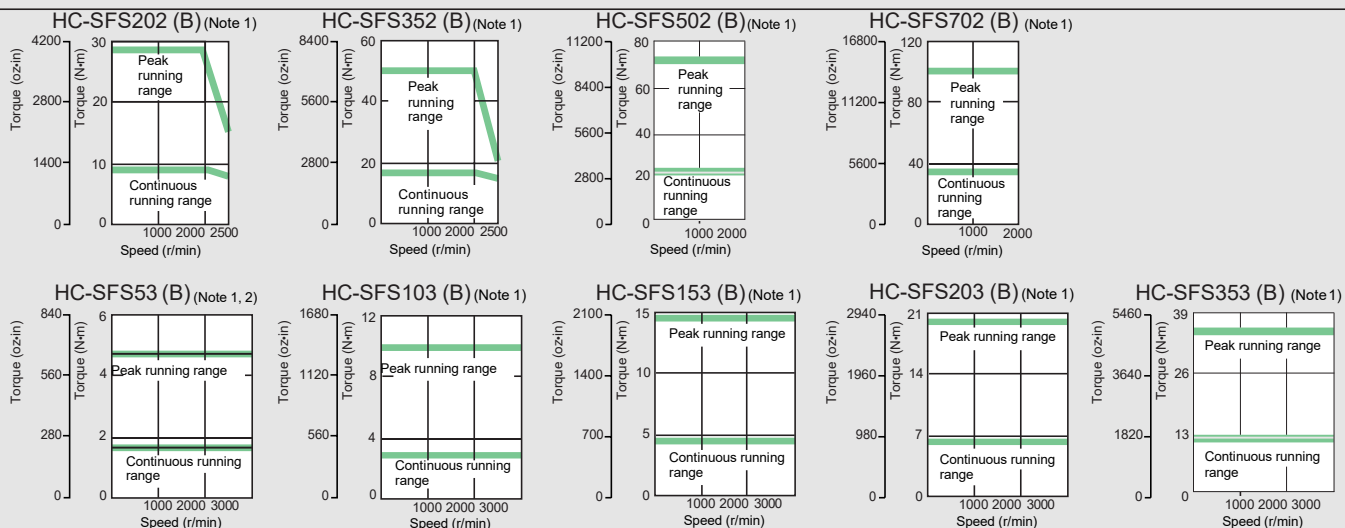 HC-SFS202 (B) (Note 1)
Torque (oz·in)
4200
2800
1400
0
Torque (N·m)
30
20
10
0
Peak
running
range
Continuous
running range
1000 2000 2500
Speed (r/min)
HC-SFS352 (B) (Note 1)
Torque (oz·in)
8400
5600
2800
0
Torque (N·m)
60
40
20
0
Peak
running
range
Continuous
running range
1000 2000 2500
Speed (r/min)
HC-SFS502 (B) (Note 1)
Torque (oz·in)
11200
8400
5600
2800
0
Torque (N·m)
80
60
40
20
0
Peak
running
range
Continuous
running
range
1000 2000
Speed (r/min)
HC-SFS702 (B) (Note 1)
Torque (oz·in)
16800
11200
5600
0
Torque (N·m)
120
80
40
0
Peak
running
range
Continuous
running
range
1000 2000
Speed (r/min)
HC-SFS53 (B) (Note 1, 2)
Torque (oz·in)
840
560
280
0
Torque (N·m)
6
4
2
0
Peak running range
Continuous running
range
1000 2000 3000
Speed (r/min)
HC-SFS103 (B) (Note 1)
Torque (oz·in)
1680
1120
560
0
Torque (N·m)
12
8
4
0
Peak running range
Continuous running
range
1000 2000 3000
Speed (r/min)
HC-SFS153 (B) (Note 1)
Torque (oz·in)
2100
1400
700
0
Torque (N·m)
15
10
5
0
Peak running range
Continuous running
range
1000 2000 3000
Speed (r/min)
HC-SFS203 (B) (Note 1)
Torque (oz·in)
2940
1960
980
0
Torque (N·m)
21
14
7
0
Peak running range
Continuous running
range
1000 2000 3000
Speed (r/min)
HC-SFS353 (B) (Note 1)
Torque (oz·in)
5460
3640
1820
0
Torque (N·m)
39
26
13
0
Peak running range
Continuous running
range
1000 2000 3000
Speed (r/min)